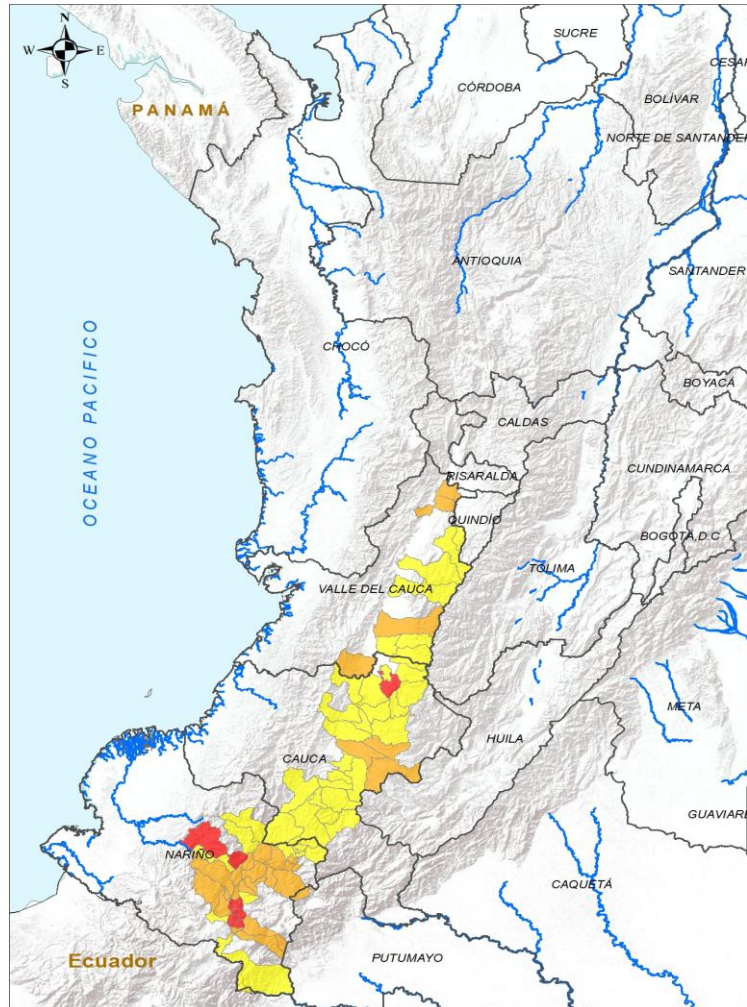 N
W E
S
SUCRE
CESAR
CÓRDOBA
BOLÍVAR
PANAMÁ
NORTE DE SANTANDER
ANTIOQUIA
SANTANDER
OCEANO PACIFICO
CHOCÓ
BOYACÁ
CALDAS
CUNDINAMARCA
RISARALDA
QUINDÍO
BOGOTÁ,D.C
TOLIMA
VALLE DEL CAUCA
META
HUILA
CAUCA
GUAVIARE
NARIÑO
CAQUETÁ
Ecuador
PUTUMAYO